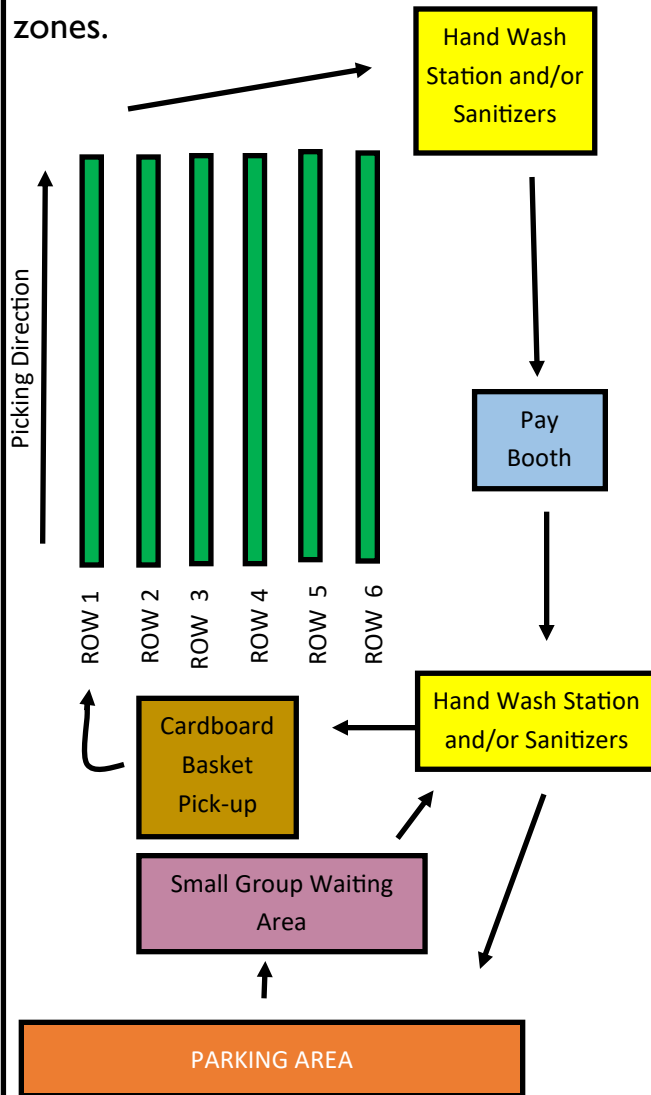 zones.
Hand Wash
Station and/or
Sanitizers
Picking Direction
Pay
Booth
ROW 1
ROW 2
ROW 3
ROW 4
ROW 5
ROW 6
Hand Wash Station
and/or Sanitizers
Cardboard
Basket
Pick-up
Small Group Waiting
Area
PARKING AREA